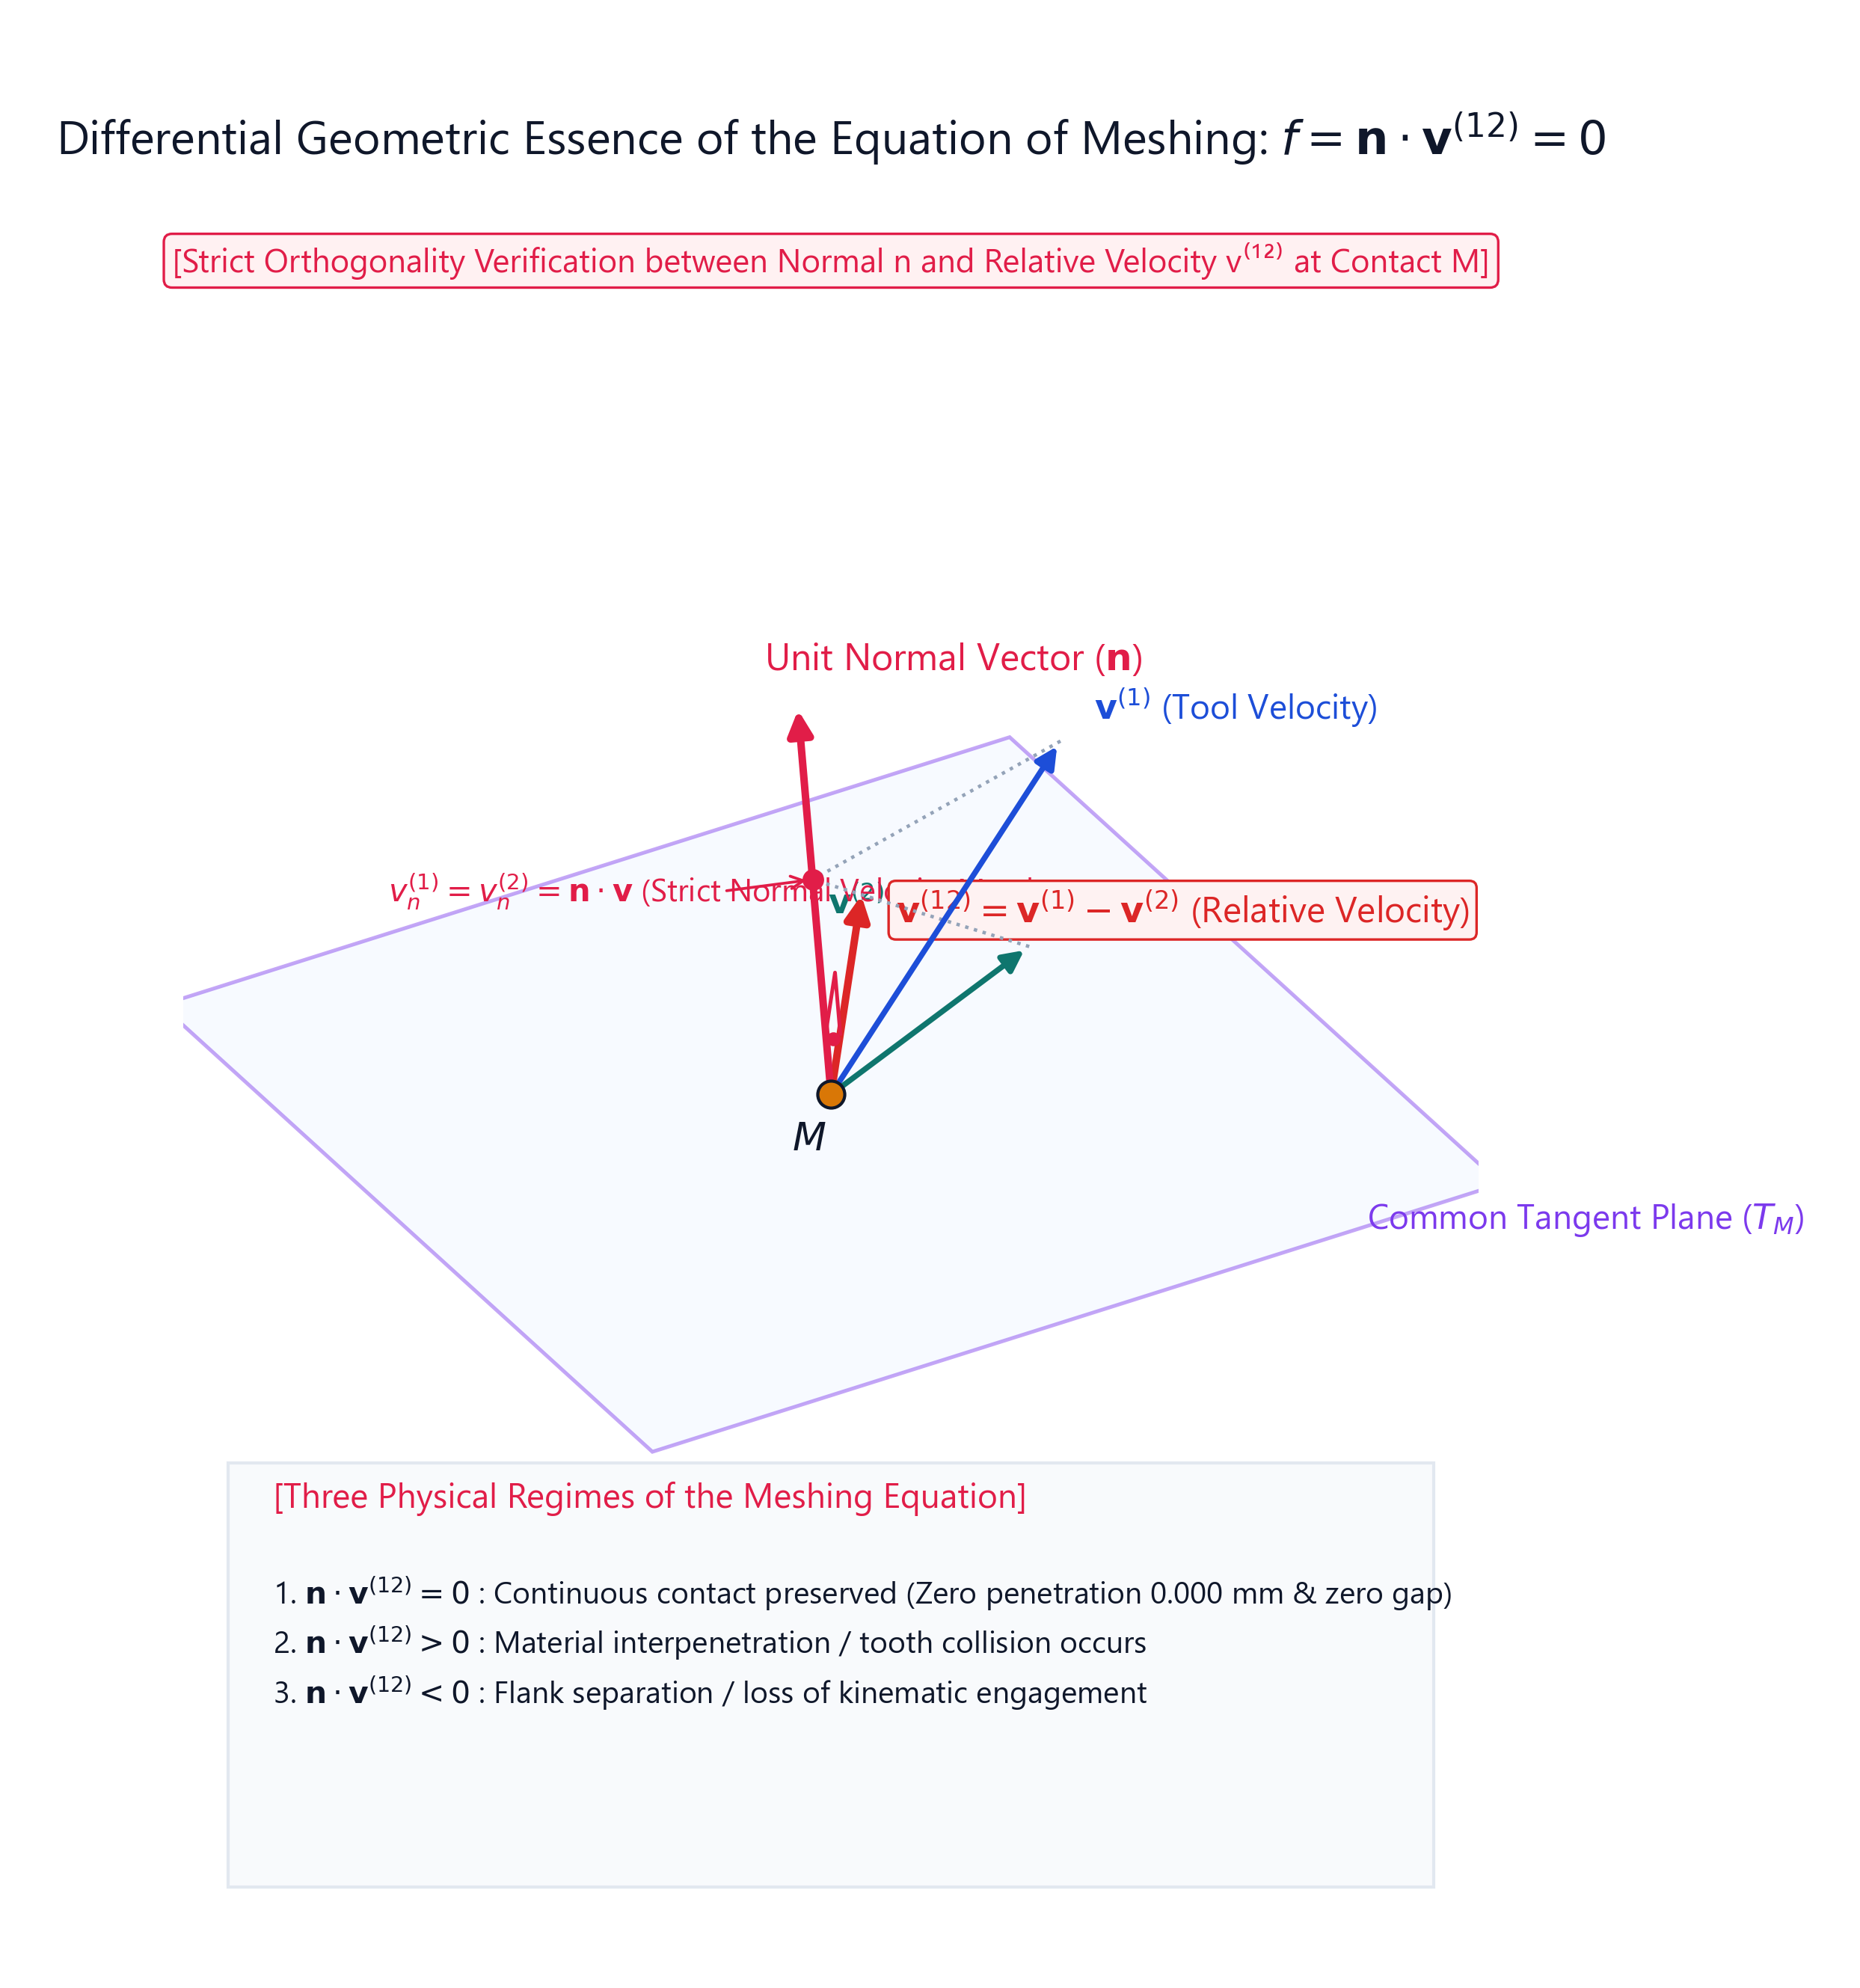 Differential Geometric Essence of the Equation of Meshing: f = n · v⁽¹²⁾ = 0
[Strict Orthogonality Verification between Normal n and Relative Velocity v⁽¹²⁾ at Contact M]
Unit Normal Vector (n)
v⁽¹⁾ (Tool Velocity)
vₙ⁽¹⁾ = vₙ⁽²⁾ = n · v (Strict Normal
v⁽¹²⁾ = v⁽¹⁾ − v⁽²⁾ (Relative Velocity)
M
Common Tangent Plane (T_M)
[Three Physical Regimes of the Meshing Equation]
1. n · v⁽¹²⁾ = 0 : Continuous contact preserved (Zero penetration 0.000 mm & zero gap)
2. n · v⁽¹²⁾ > 0 : Material interpenetration / tooth collision occurs
3. n · v⁽¹²⁾ < 0 : Flank separation / loss of kinematic engagement